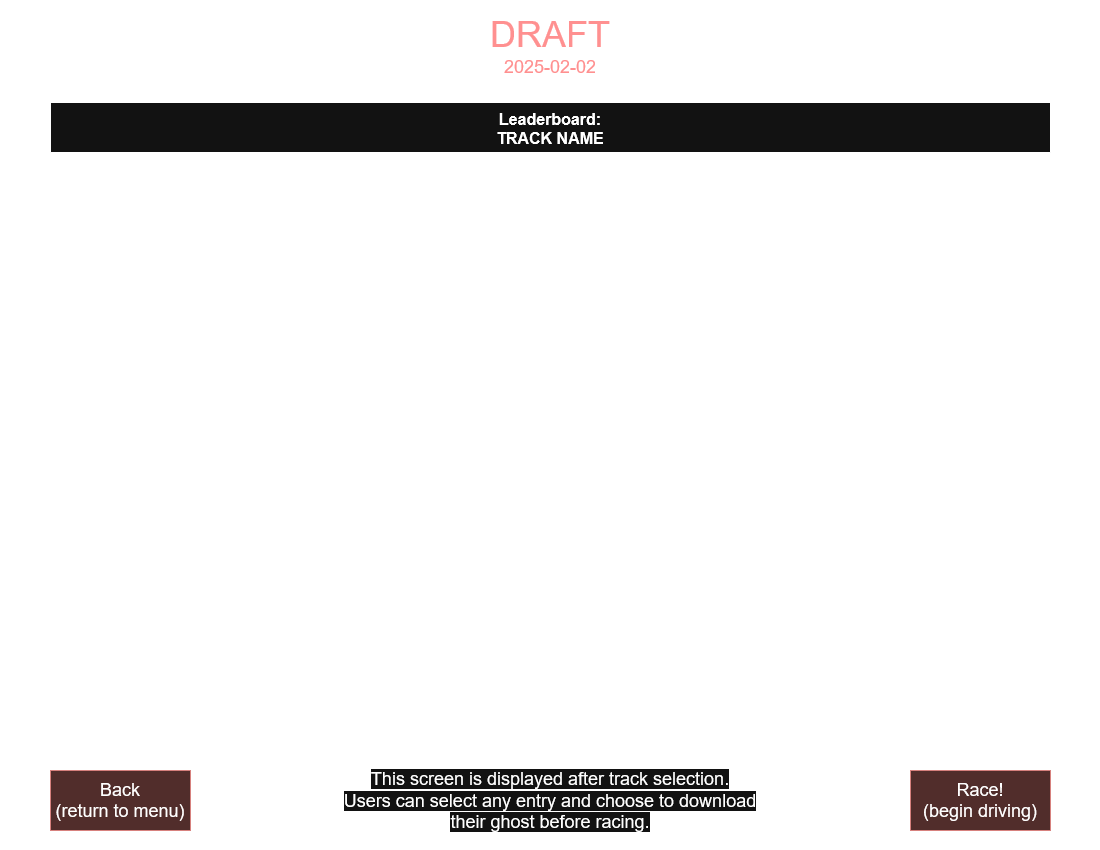 DRAFT
2025-02-02
Leaderboard:
TRACK NAME
Back
(return to menu)
This screen is displayed after track selection.
Users can select any entry and choose to download
their ghost before racing.
Race!
(begin driving)